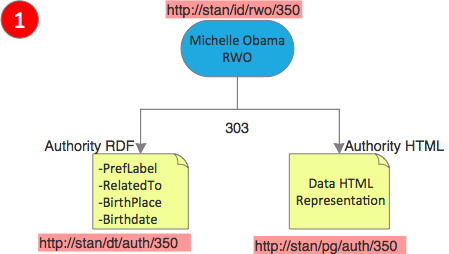 1
http://stan/id/rwo/350
Michelle Obama
RWO
303
Authority RDF
Authority HTML
-PrefLabel
-RelatedTo
-BirthPlace
-Birthdate
Data HTML
Representation
http://stan/dt/auth/350
http://stan/pg/auth/350